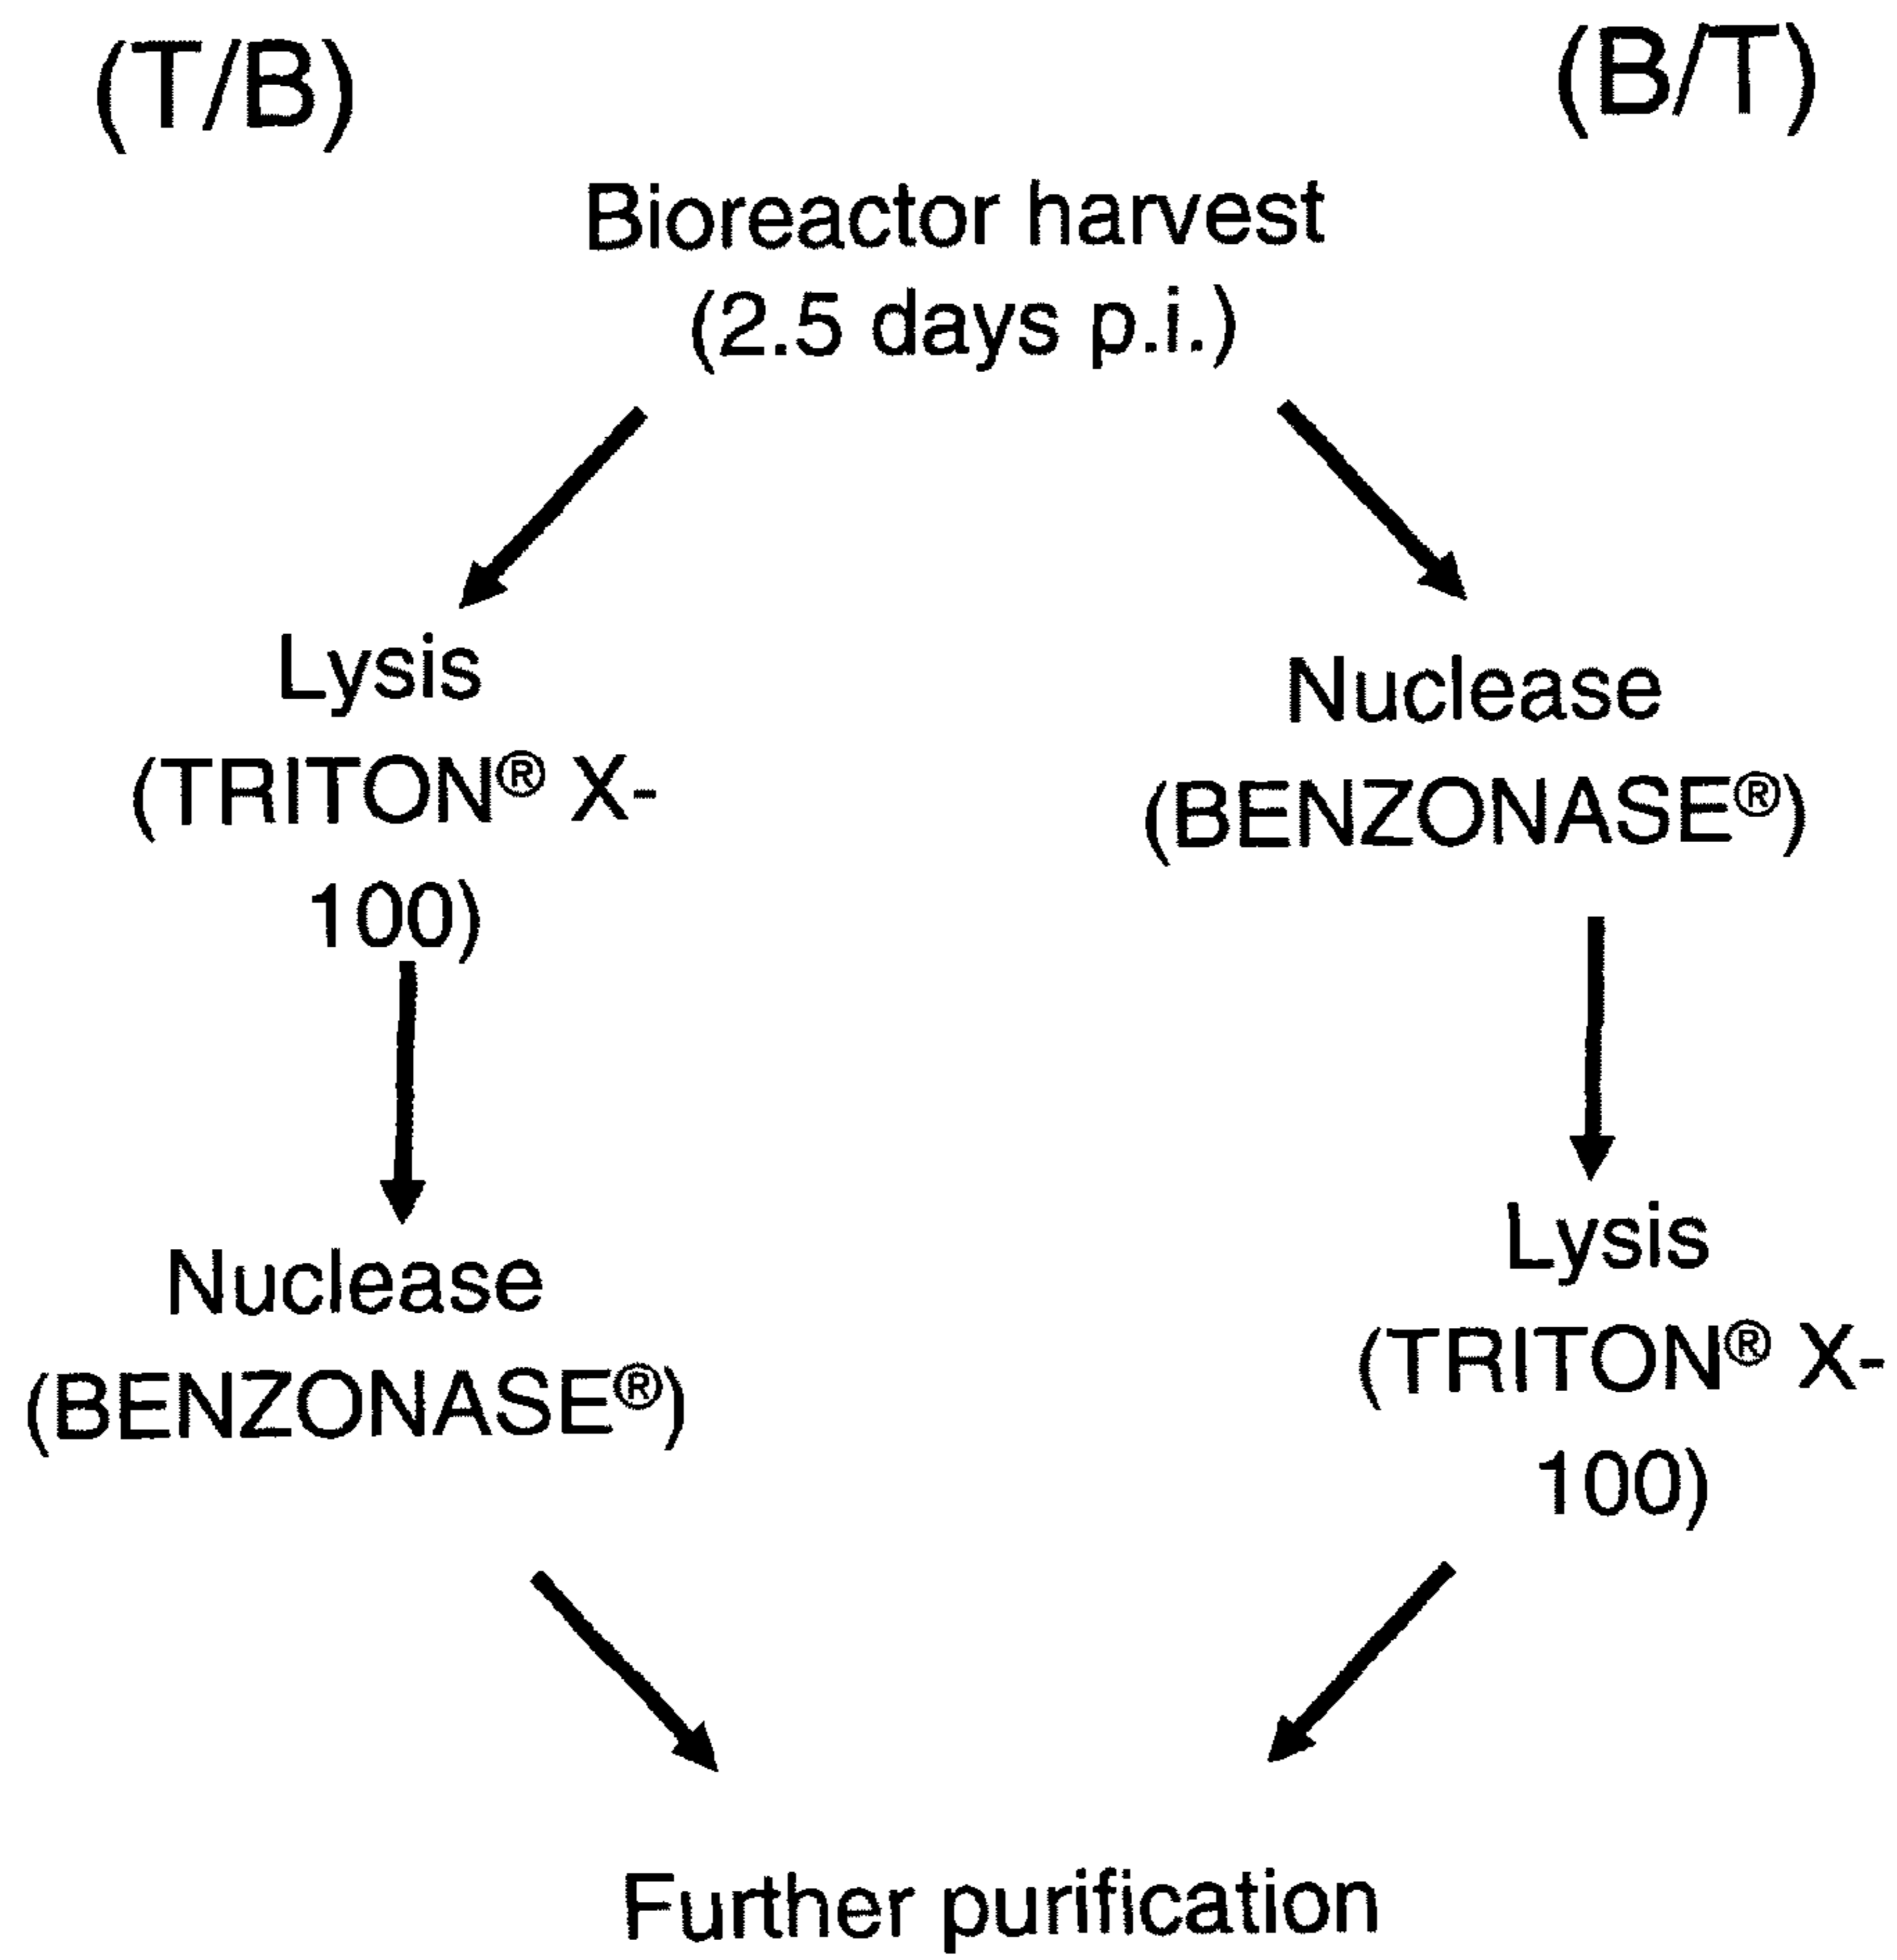 (T/B)
(B/T)
Bioreactor harvest
(2.5 days p.i.)
Lysis
(TRITON® X-
100)
Nuclease
(BENZONASE®)
Nuclease
(BENZONASE®)
Lysis
(TRITON® X-
100)
Further purification